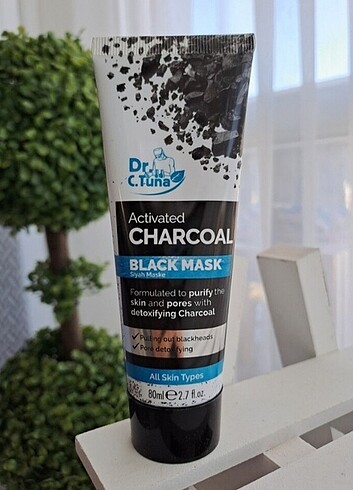 Dr.
C.Tuna
Activated
CHARCOAL
BLACK MASK
Siyah Maske
Formulated to purify the
skin and pores with
detoxifying Charcoal
✓Pulling out blackheads
✓Pore detoxifying
All Skin Types
80ml ℮ 2.7 fl.oz.